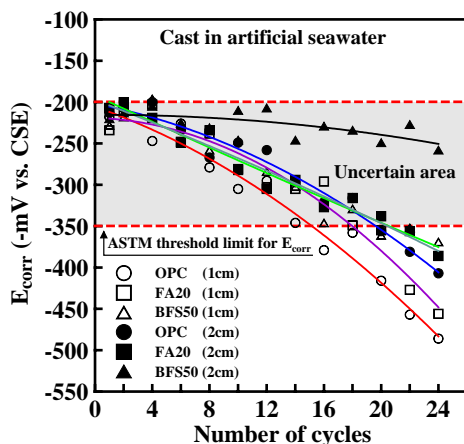 Cast in artificial seawater
-100
-150
-200
-250
-300
-350
-400
-450
-500
-550
E_corr (-mV vs. CSE)
Uncertain area
ASTM threshold limit for E_corr
OPC (1cm)
FA20 (1cm)
BFS50 (1cm)
OPC (2cm)
FA20 (2cm)
BFS50 (2cm)
0 4 8 12 16 20 24
Number of cycles